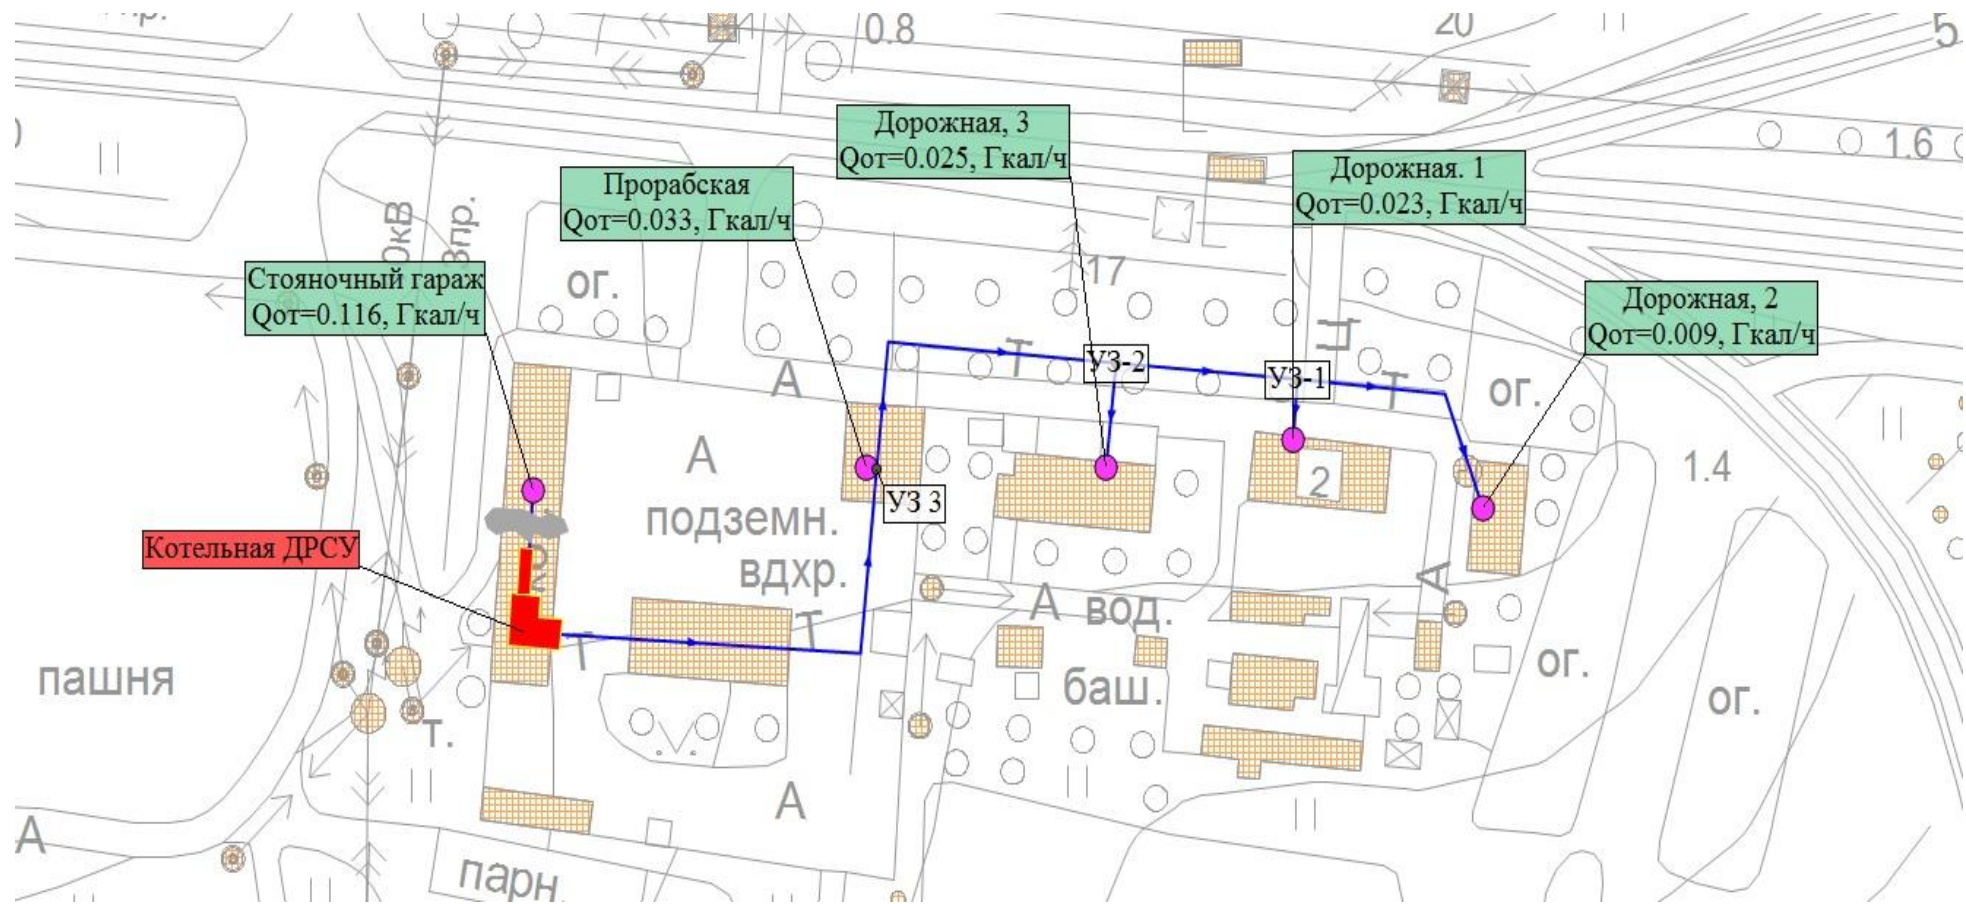 0.8
20
5
Дорожная, 3
Qот=0.025, Гкал/ч
1.6
Дорожная. 1
Qот=0.023, Гкал/ч
Прорабская
Qот=0.033, Гкал/ч
0кВ
3пр.
17
Стояночный гараж
Qот=0.116, Гкал/ч
ог.
Дорожная, 2
Qот=0.009, Гкал/ч
Ц
Т
УЗ-2
УЗ-1
Т
А
ог.
А
1.4
2
УЗ 3
подземн.
Котельная ДРСУ
вдхр.
А
А
вод.
Т
Т
пашня
баш.
ог.
ог.
т.
А
А
парн.